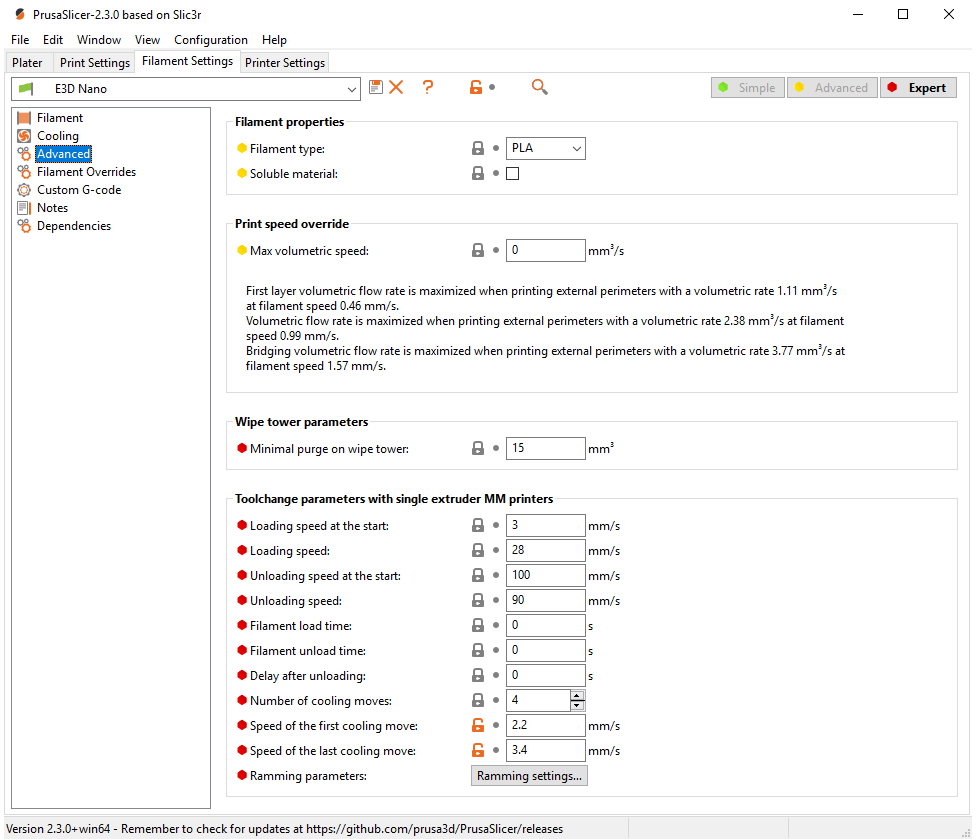 PrusaSlicer-2.3.0 based on Slic3r
File Edit Window View Configuration Help
Plater Print Settings Filament Settings Printer Settings
E3D Nano ? Simple Advanced Expert
Filament
Cooling
Advanced
Filament Overrides
Custom G-code
Notes
Dependencies
Filament properties
Filament type: PLA
Soluble material:
Print speed override
Max volumetric speed: 0 mm³/s
First layer volumetric flow rate is maximized when printing external perimeters with a volumetric rate 1.11 mm³/s
at filament speed 0.46 mm/s.
Volumetric flow rate is maximized when printing external perimeters with a volumetric rate 2.38 mm³/s at filament
speed 0.99 mm/s.
Bridging volumetric flow rate is maximized when printing external perimeters with a volumetric rate 3.77 mm³/s at
filament speed 1.57 mm/s.
Wipe tower parameters
Minimal purge on wipe tower: 15 mm³
Toolchange parameters with single extruder MM printers
Loading speed at the start: 3 mm/s
Loading speed: 28 mm/s
Unloading speed at the start: 100 mm/s
Unloading speed: 90 mm/s
Filament load time: 0 s
Filament unload time: 0 s
Delay after unloading: 0 s
Number of cooling moves: 4
Speed of the first cooling move: 2.2 mm/s
Speed of the last cooling move: 3.4 mm/s
Ramming parameters: Ramming settings...
Version 2.3.0+win64 - Remember to check for updates at https://github.com/prusa3d/PrusaSlicer/releases